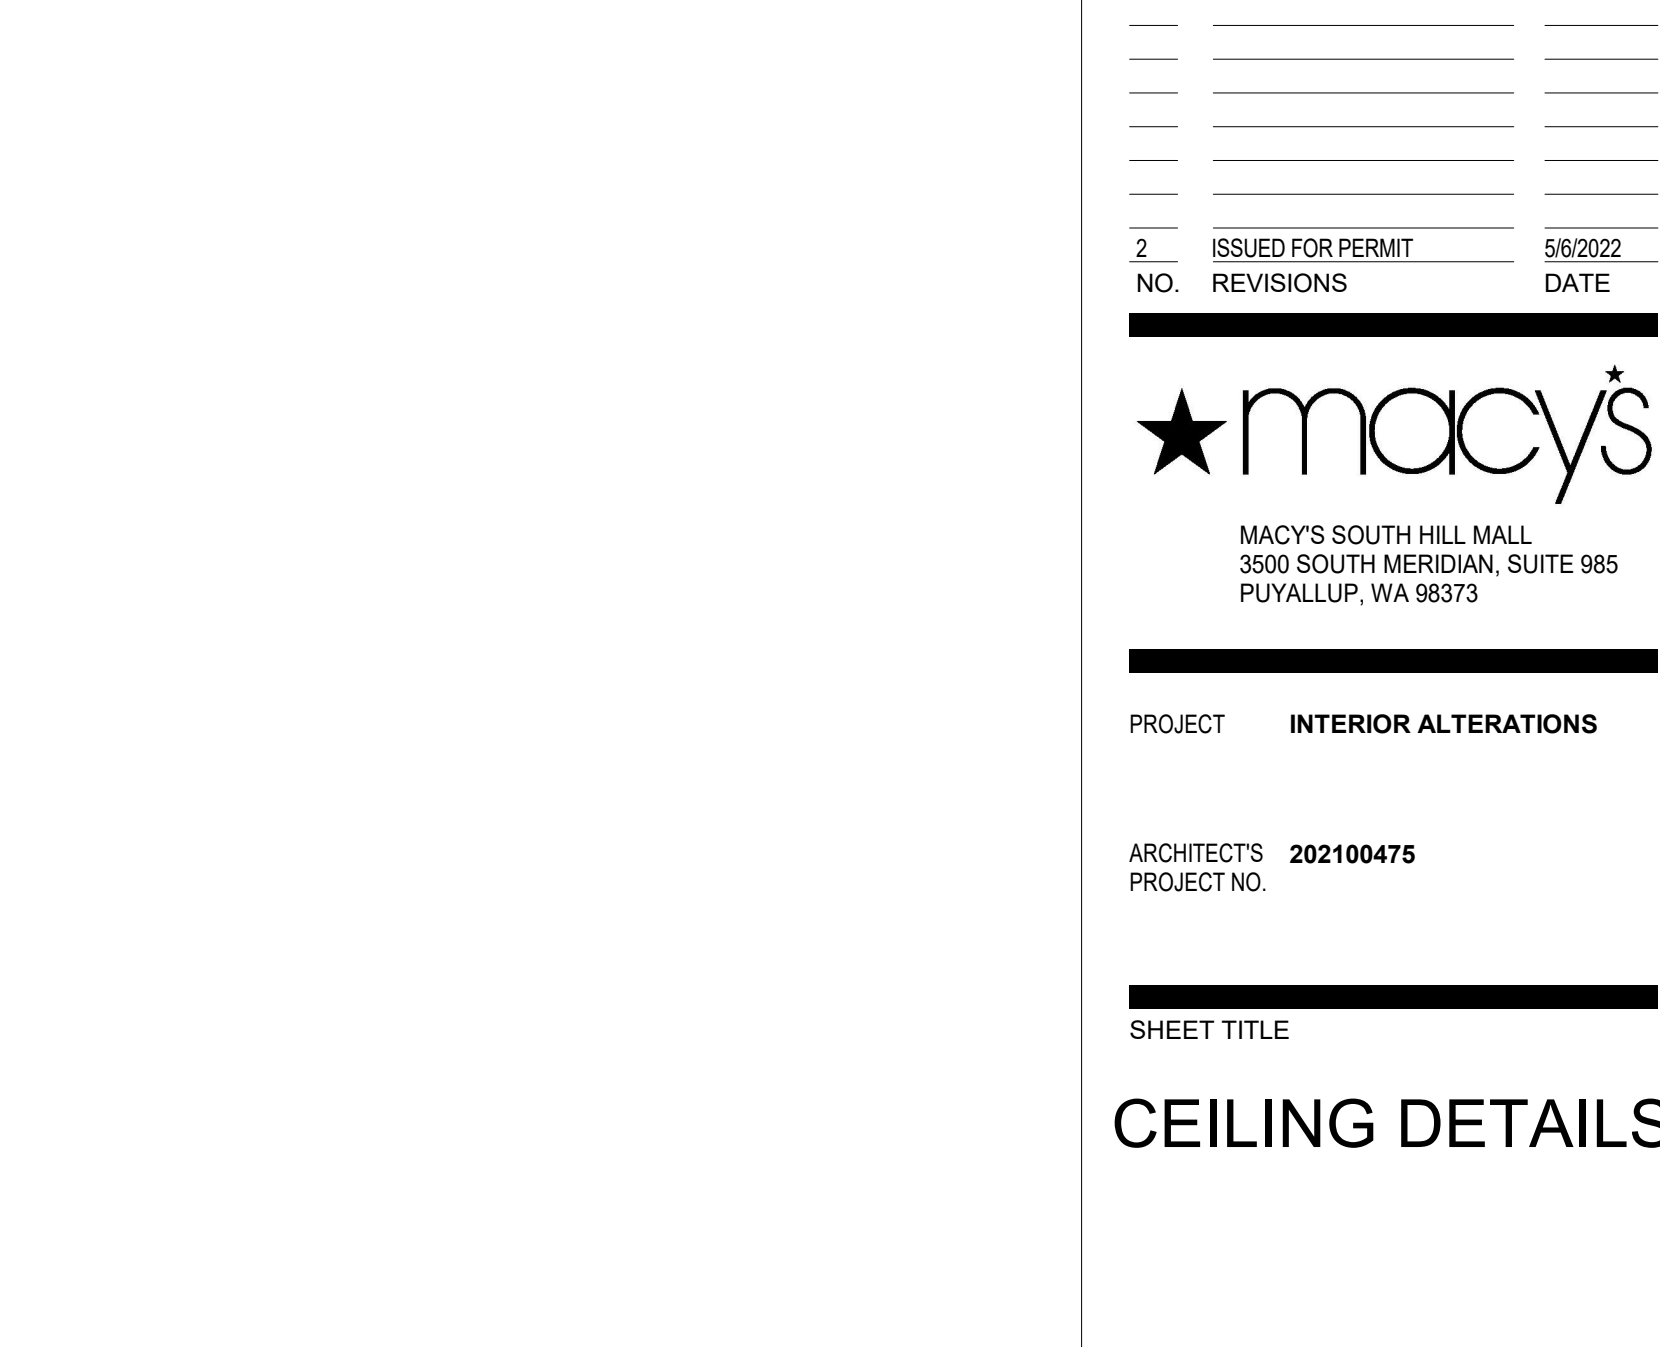 2 ISSUED FOR PERMIT 5/6/2022
NO. REVISIONS DATE
macy's
MACY'S SOUTH HILL MALL
3500 SOUTH MERIDIAN, SUITE 985
PUYALLUP, WA 98373
PROJECT INTERIOR ALTERATIONS
ARCHITECT'S 202100475
PROJECT NO.
SHEET TITLE
CEILING DETAILS